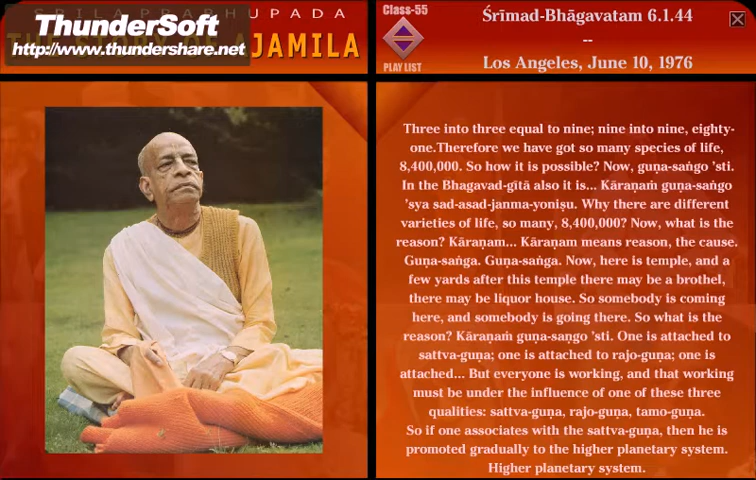 SRILA PRABHUPADA
ThunderSoft
http://www.thundershare.net
THE STORY OF AJAMILA
Class-55
PLAY LIST
Śrīmad-Bhāgavatam 6.1.44
--
Los Angeles, June 10, 1976
Three into three equal to nine; nine into nine, eighty-
one.Therefore we have got so many species of life,
8,400,000. So how it is possible? Now, guṇa-saṅgo 'sti.
In the Bhagavad-gītā also it is... Kāraṇaṁ guṇa-saṅgo
'sya sad-asad-janma-yoniṣu. Why there are different
varieties of life, so many, 8,400,000? Now, what is the
reason? Kāraṇam... Kāraṇam means reason, the cause.
Guṇa-saṅga. Guṇa-saṅga. Now, here is temple, and a
few yards after this temple there may be a brothel,
there may be liquor house. So somebody is coming
here, and somebody is going there. So what is the
reason? Kāraṇaṁ guṇa-saṅgo 'sti. One is attached to
sattva-guṇa; one is attached to rajo-guṇa; one is
attached... But everyone is working, and that working
must be under the influence of one of these three
qualities: sattva-guṇa, rajo-guṇa, tamo-guṇa.
So if one associates with the sattva-guṇa, then he is
promoted gradually to the higher planetary system.
Higher planetary system.